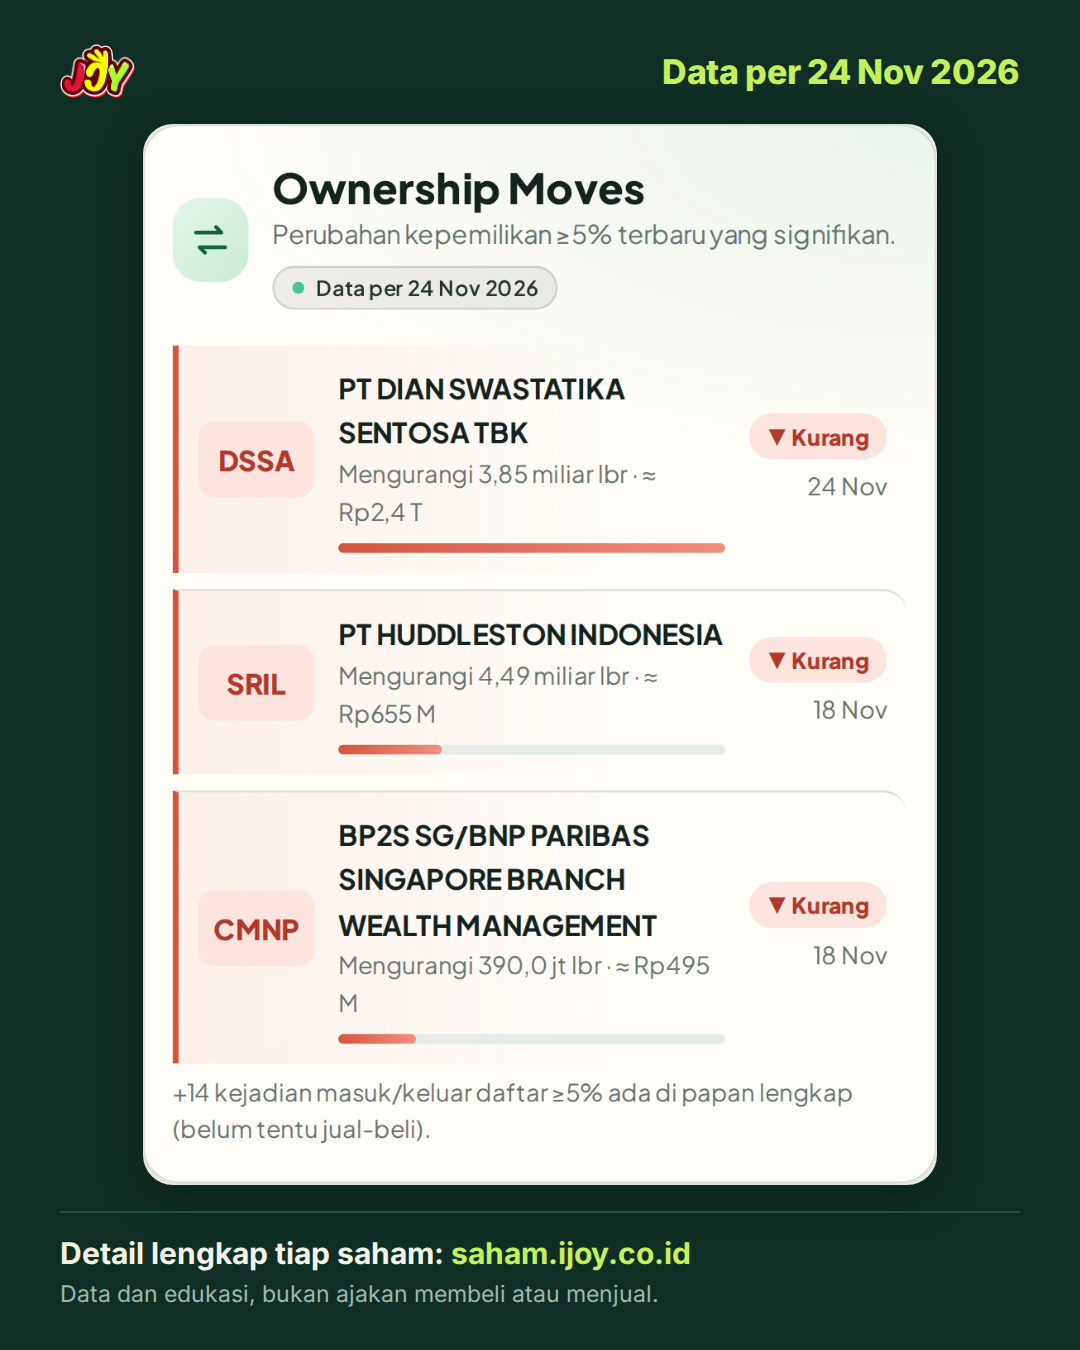 JOY
Data per 24 Nov 2026
Ownership Moves
Perubahan kepemilikan ≥5% terbaru yang signifikan.
Data per 24 Nov 2026
DSSA
PT DIAN SWASTATIKA
SENTOSA TBK
Mengurangi 3,85 miliar lbr · ≈
Rp2,4 T
▼ Kurang
24 Nov
SRIL
PT HUDDLESTON INDONESIA
Mengurangi 4,49 miliar lbr · ≈
Rp655 M
▼ Kurang
18 Nov
CMNP
BP2S SG/BNP PARIBAS
SINGAPORE BRANCH
WEALTH MANAGEMENT
Mengurangi 390,0 jt lbr · ≈ Rp495
M
▼ Kurang
18 Nov
+14 kejadian masuk/keluar daftar ≥5% ada di papan lengkap
(belum tentu jual-beli).
Detail lengkap tiap saham: saham.ijoy.co.id
Data dan edukasi, bukan ajakan membeli atau menjual.